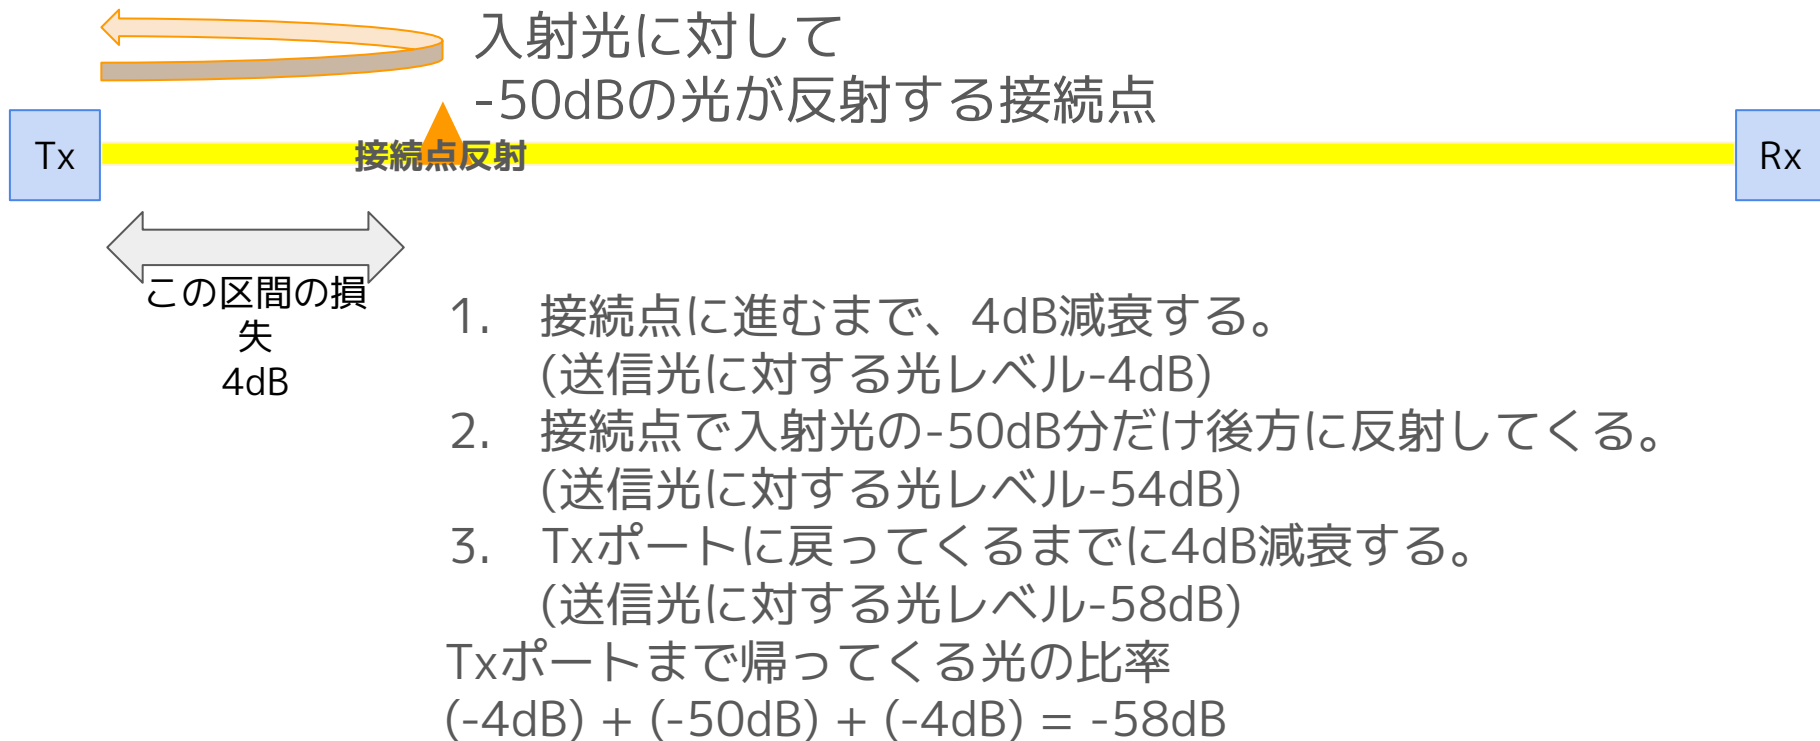 入射光に対して
-50dBの光が反射する接続点
Tx
接続点反射
Rx
この区間の損
失
4dB
1. 接続点に進むまで、4dB減衰する。
(送信光に対する光レベル-4dB)
2. 接続点で入射光の-50dB分だけ後方に反射してくる。
(送信光に対する光レベル-54dB)
3. Txポートに戻ってくるまでに4dB減衰する。
(送信光に対する光レベル-58dB)
Txポートまで帰ってくる光の比率
(-4dB) + (-50dB) + (-4dB) = -58dB